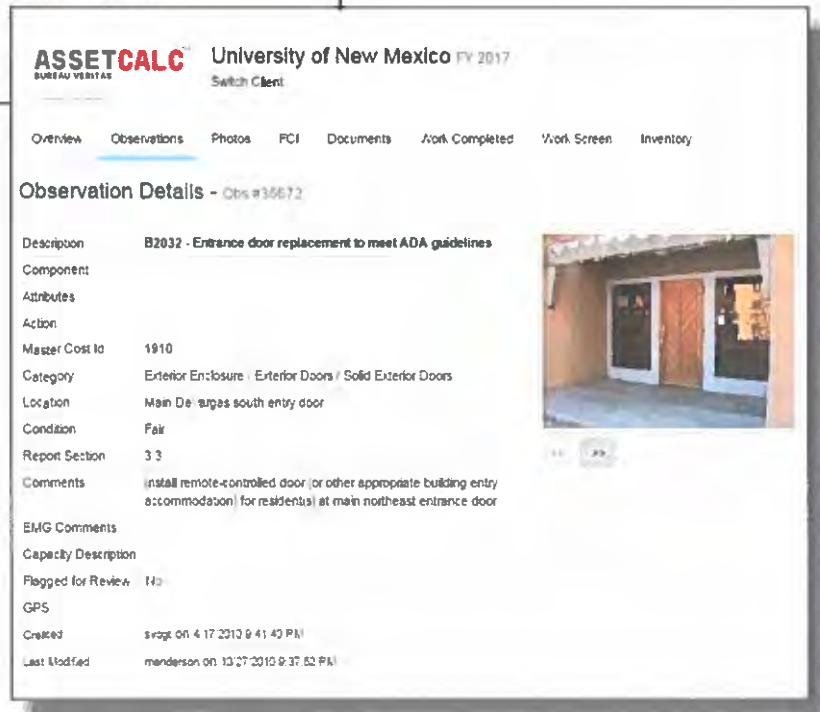 ASSETCALC
BUREAU VERITAS
University of New Mexico FY 2017
Switch Client
Overview Observations Photos FCI Documents Work Completed Work Screen Inventory
Observation Details - Obs #36672
Description B2032 - Entrance door replacement to meet ADA guidelines
Component
Attributes
Action
Master Cost Id 1910
Category Exterior Enclosure / Exterior Doors / Solid Exterior Doors
Location Main De south entry door
Condition Fair
Report Section 3.3
Comments Install remote-controlled door (or other appropriate building entry
accommodation) for resident(s) at main northeast entrance door
EMG Comments
Capacity Description
Flagged for Review No
GPS
Created on 4/17/2010 9:41:40 PM
Last Modified manderson on 10/27/2010 9:37:52 PM
<< >>